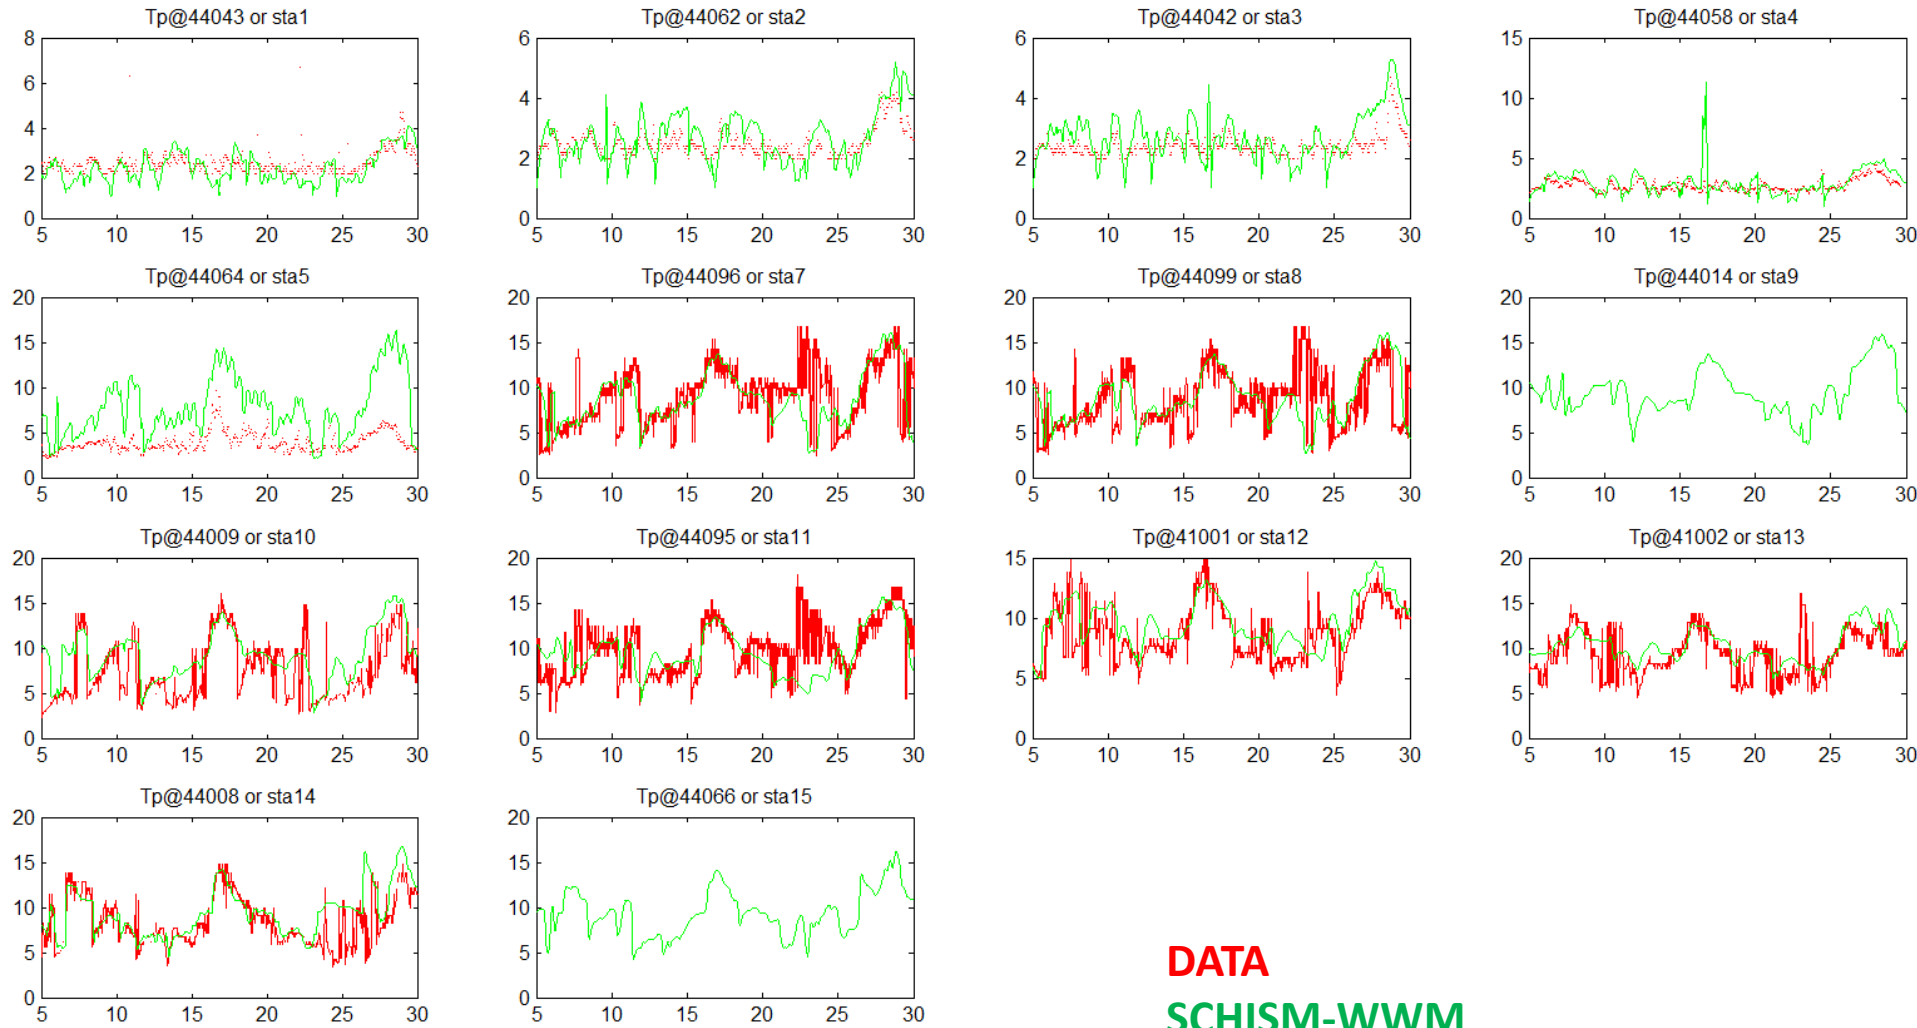 Tp@44043 or sta1
Tp@44062 or sta2
Tp@44042 or sta3
Tp@44058 or sta4
8
6
4
2
0
5 10 15 20 25 30
6
4
2
0
5 10 15 20 25 30
6
4
2
0
5 10 15 20 25 30
15
10
5
0
5 10 15 20 25 30
Tp@44064 or sta5
Tp@44096 or sta7
Tp@44099 or sta8
Tp@44014 or sta9
20
15
10
5
0
5 10 15 20 25 30
20
15
10
5
0
5 10 15 20 25 30
20
15
10
5
0
5 10 15 20 25 30
20
15
10
5
0
5 10 15 20 25 30
Tp@44009 or sta10
Tp@44095 or sta11
Tp@41001 or sta12
Tp@41002 or sta13
20
15
10
5
0
5 10 15 20 25 30
20
15
10
5
0
5 10 15 20 25 30
15
10
5
0
5 10 15 20 25 30
20
15
10
5
0
5 10 15 20 25 30
Tp@44008 or sta14
Tp@44066 or sta15
20
15
10
5
0
5 10 15 20 25 30
20
15
10
5
0
5 10 15 20 25 30
DATA
SCHISM-WWM